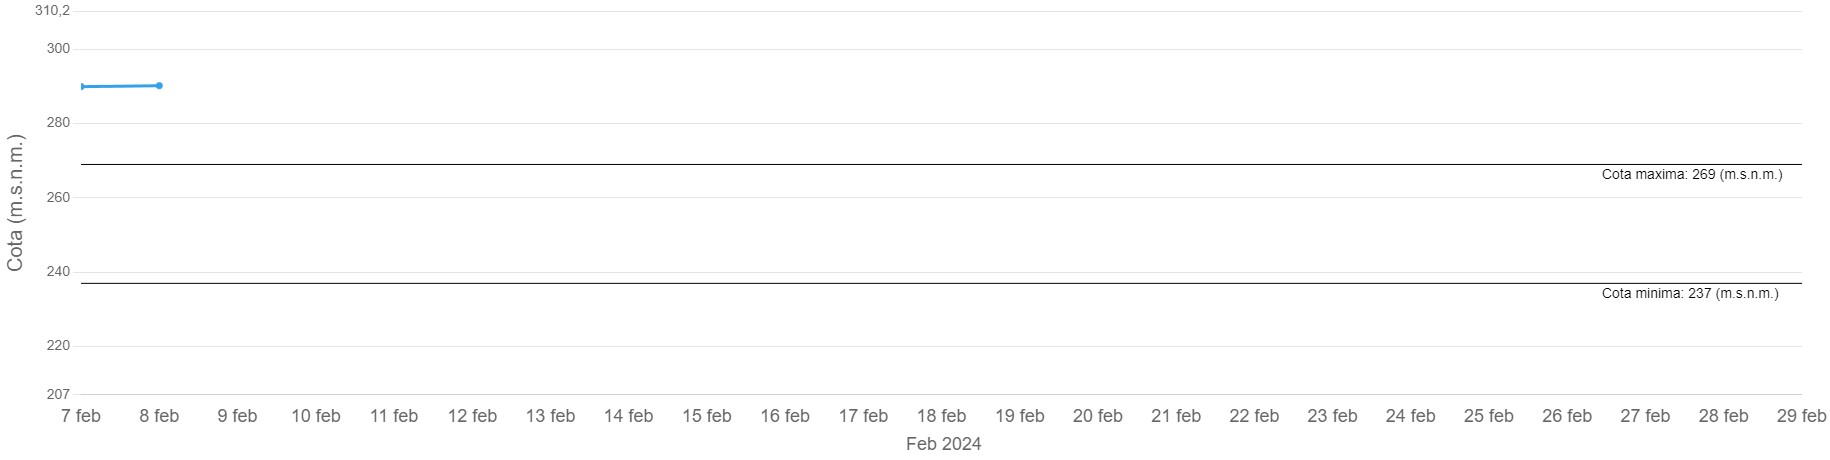 310,2
300
280
260
240
220
207
Cota (m.s.n.m.)
Cota maxima: 269 (m.s.n.m.)
Cota minima: 237 (m.s.n.m.)
7 feb 8 feb 9 feb 10 feb 11 feb 12 feb 13 feb 14 feb 15 feb 16 feb 17 feb 18 feb 19 feb 20 feb 21 feb 22 feb 23 feb 24 feb 25 feb 26 feb 27 feb 28 feb 29 feb
Feb 2024